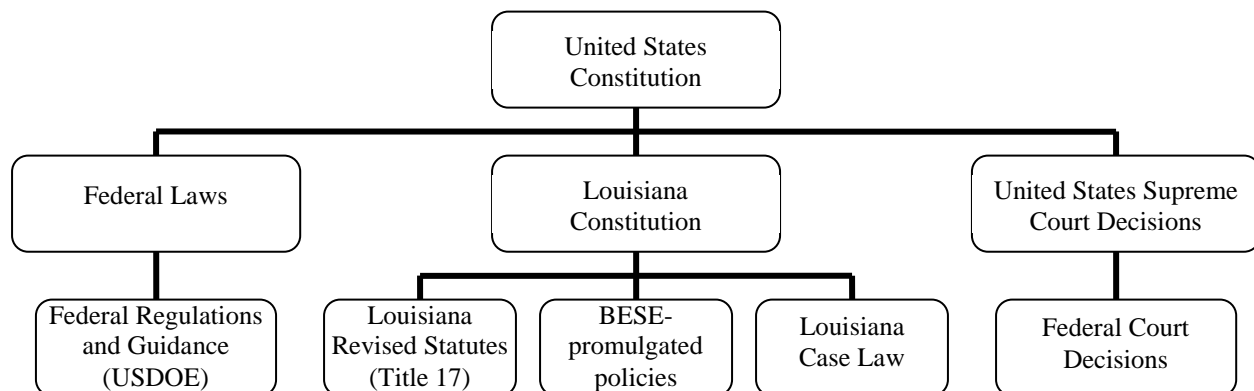 United States
Constitution
Federal Laws
Louisiana
Constitution
United States Supreme
Court Decisions
Federal Regulations
and Guidance
(USDOE)
Louisiana
Revised Statutes
(Title 17)
BESE-
promulgated
policies
Louisiana
Case Law
Federal Court
Decisions